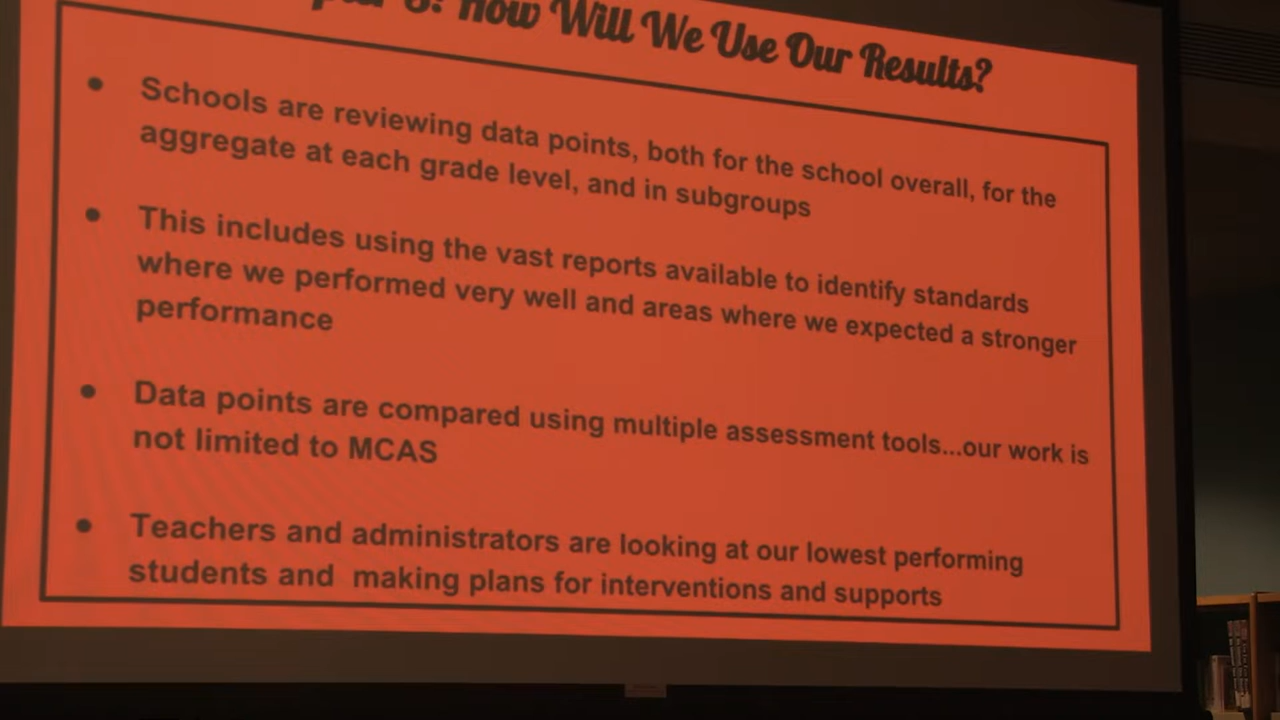 How Will We Use Our Results?
• Schools are reviewing data points, both for the school overall, for the
aggregate at each grade level, and in subgroups
• This includes using the vast reports available to identify standards
where we performed very well and areas where we expected a stronger
performance
• Data points are compared using multiple assessment tools...our work is
not limited to MCAS
• Teachers and administrators are looking at our lowest performing
students and making plans for interventions and supports